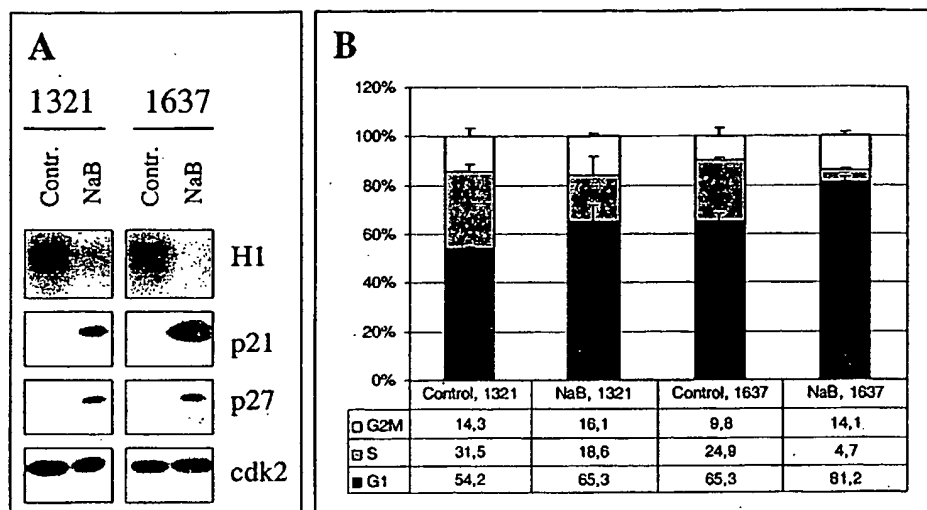 A
1321 1637
Contr. NaB Contr. NaB
H1
p21
p27
cdk2
B
120%
100%
80%
60%
40%
20%
0%
Control, 1321 NaB, 1321 Control, 1637 NaB, 1637
G2M 14,3 16,1 9,8 14,1
S 31,5 18,6 24,9 4,7
G1 54,2 65,3 65,3 81,2